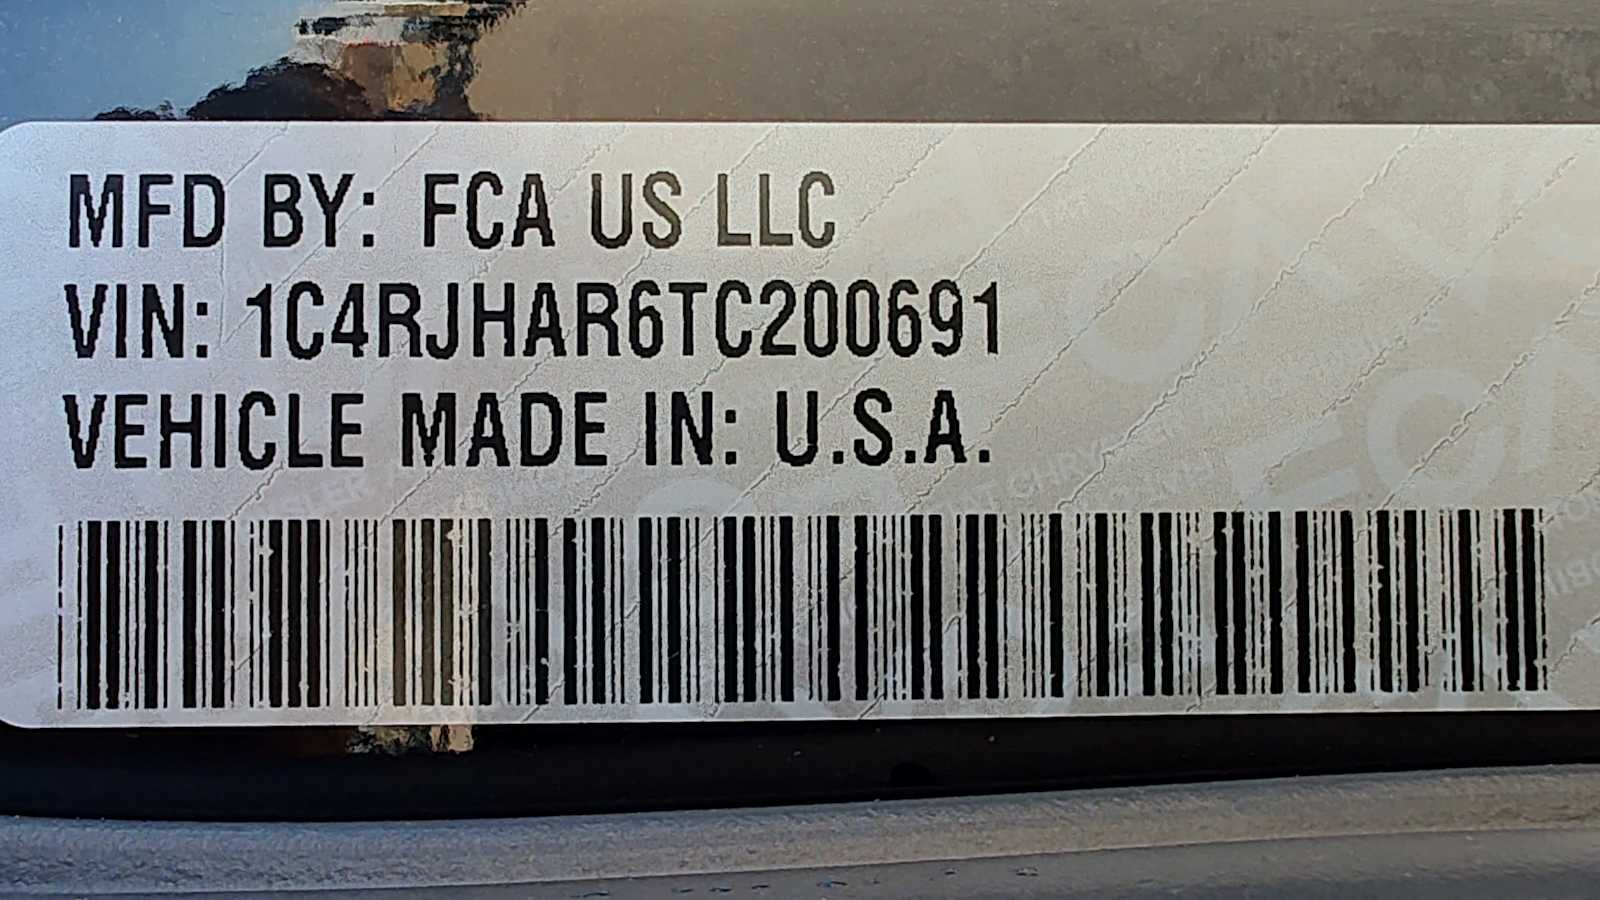 MFD BY: FCA US LLC
VIN: 1C4RJHAR6TC200691
VEHICLE MADE IN: U.S.A.